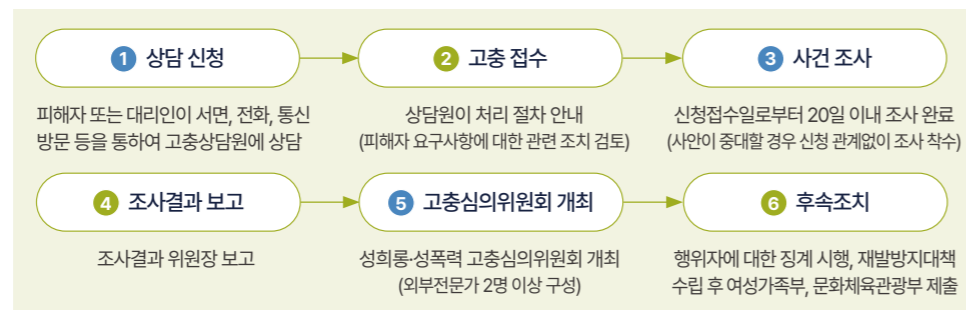 1 상담 신청
피해자 또는 대리인이 서면, 전화, 통신
방문 등을 통하여 고충상담원에 상담
2 고충 접수
상담원이 처리 절차 안내
(피해자 요구사항에 대한 관련 조치 검토)
3 사건 조사
신청접수일로부터 20일 이내 조사 완료
(사안이 중대할 경우 신청 관계없이 조사 착수)
4 조사결과 보고
조사결과 위원장 보고
5 고충심의위원회 개최
성희롱·성폭력 고충심의위원회 개최
(외부전문가 2명 이상 구성)
6 후속조치
행위자에 대한 징계 시행, 재발방지대책
수립 후 여성가족부, 문화체육관광부 제출